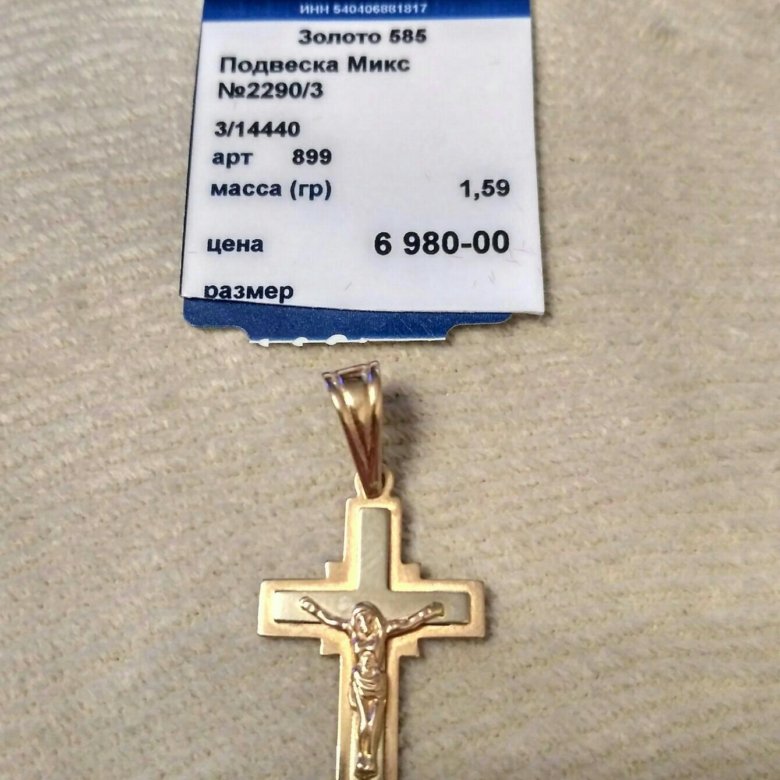 ИНН 540406881817
Золото 585
Подвеска Микс
№2290/3
3/14440
арт 899
масса (гр) 1,59
цена 6 980-00
размер